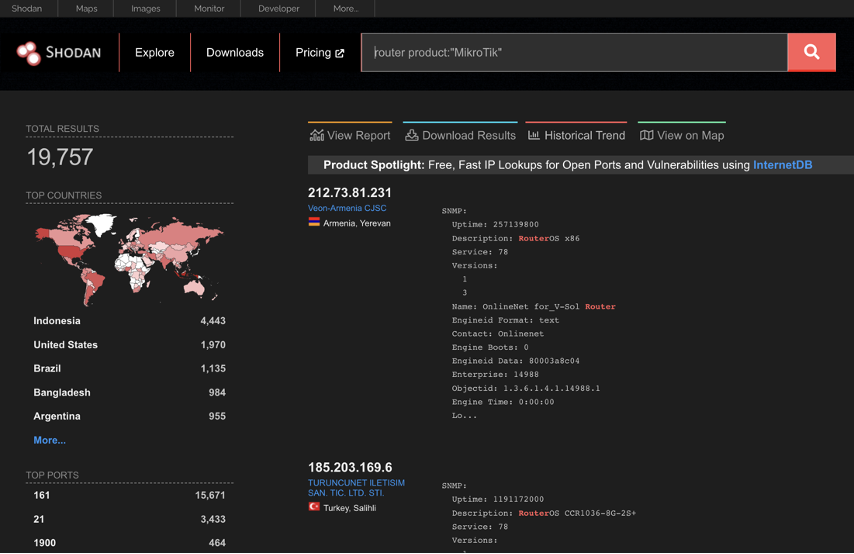 Shodan Maps Images Monitor Developer More...
SHODAN Explore Downloads Pricing router product:"MikroTik"
TOTAL RESULTS
19,757
TOP COUNTRIES
Indonesia 4,443
United States 1,970
Brazil 1,135
Bangladesh 984
Argentina 955
More...
TOP PORTS
161 15,671
21 3,433
1900 464
View Report Download Results Historical Trend View on Map
Product Spotlight: Free, Fast IP Lookups for Open Ports and Vulnerabilities using InternetDB
212.73.81.231
Veon-Armenia CJSC
Armenia, Yerevan
SNMP:
Uptime: 257139800
Description: RouterOS x86
Service: 78
Versions:
1
3
Name: OnlineNet for_V-Sol Router
Engineid Format: text
Contact: Onlinenet
Engine Boots: 0
Engineid Data: 80003a8c04
Enterprise: 14988
Objectid: 1.3.6.1.4.1.14988.1
Engine Time: 0:00:00
Lo...
185.203.169.6
TURUNCUNET ILETISIM
SAN. TIC. LTD. STI.
Turkey, Salihli
SNMP:
Uptime: 1191172000
Description: RouterOS CCR1036-8G-2S+
Service: 78
Versions: